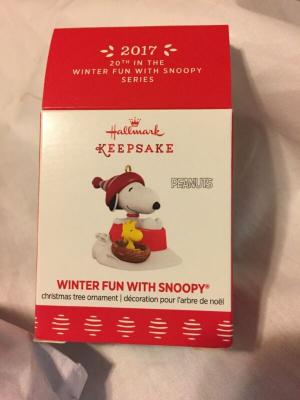 2017
20TH IN THE
WINTER FUN WITH SNOOPY
SERIES
Hallmark
KEEPSAKE
PEANUTS
WINTER FUN WITH SNOOPY®
christmas tree ornament | décoration pour l'arbre de noël